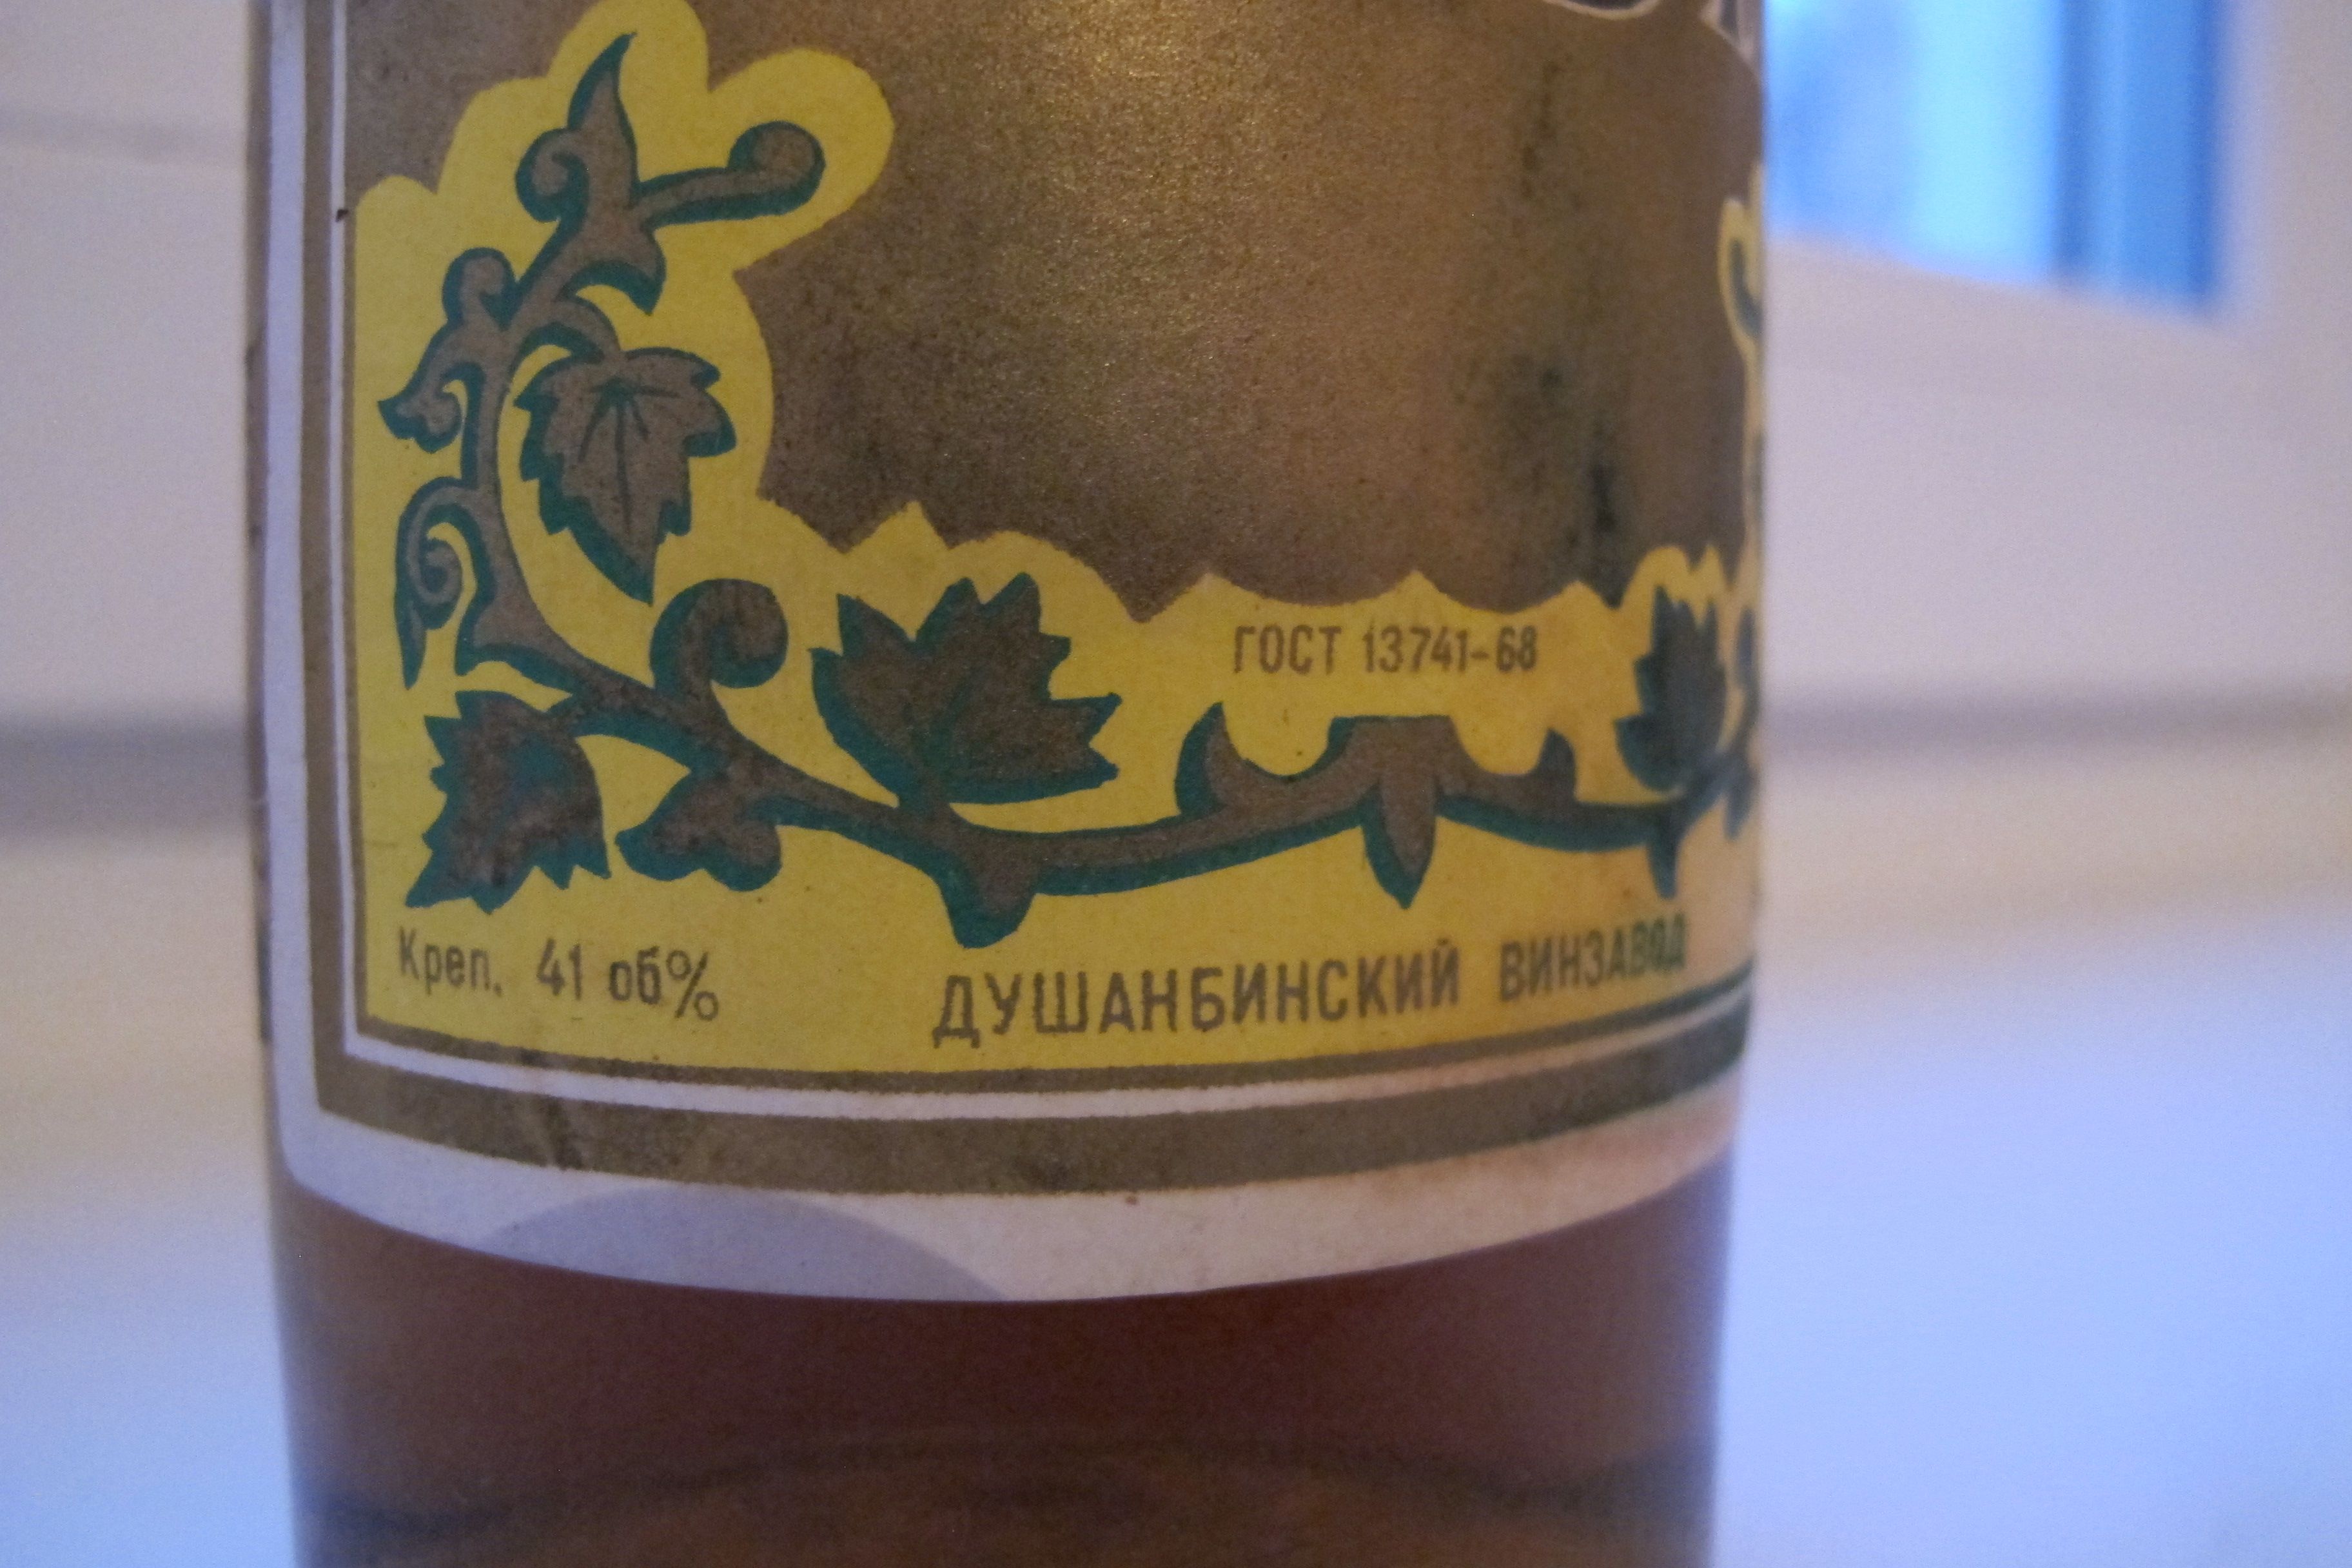 ГОСТ 13741-68
Креп. 41 об%
ДУШАНБИНСКИЙ ВИНЗАВОД